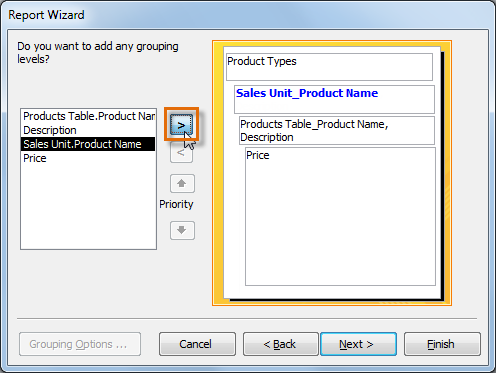 Report Wizard
Do you want to add any grouping
levels?
Products Table.Product Nar
Description
Sales Unit.Product Name
Price
>
<
Priority
Product Types
Sales Unit_Product Name
Products Table_Product Name,
Description
Price
Grouping Options ...
Cancel
< Back
Next >
Finish